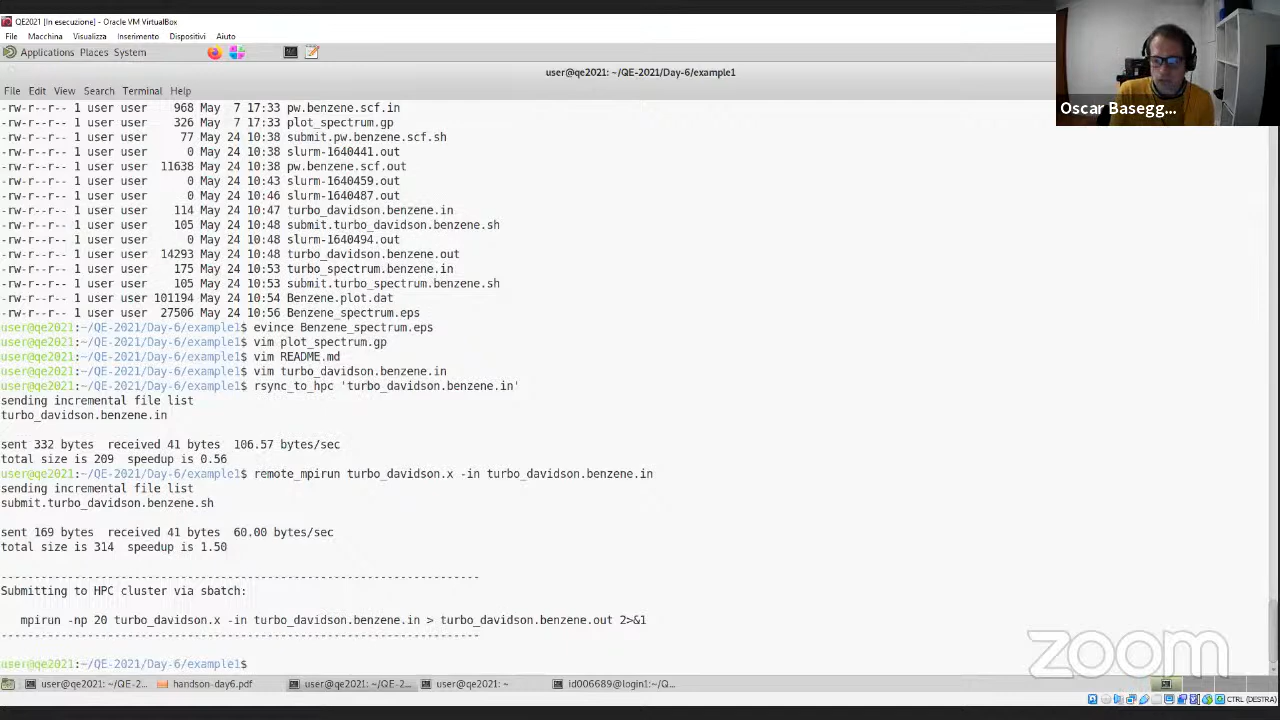 QE2021 [In esecuzione] - Oracle VM VirtualBox
File Macchina Visualizza Inserimento Dispositivi Aiuto
Applications Places System
user@qe2021: ~/QE-2021/Day-6/example1
File Edit View Search Terminal Help
Oscar Basegg...
-rw-r--r-- 1 user user 968 May 7 17:33 pw.benzene.scf.in
-rw-r--r-- 1 user user 326 May 7 17:33 plot_spectrum.gp
-rw-r--r-- 1 user user 77 May 24 10:38 submit.pw.benzene.scf.sh
-rw-r--r-- 1 user user 0 May 24 10:38 slurm-1640441.out
-rw-r--r-- 1 user user 11638 May 24 10:38 pw.benzene.scf.out
-rw-r--r-- 1 user user 0 May 24 10:43 slurm-1640459.out
-rw-r--r-- 1 user user 0 May 24 10:46 slurm-1640487.out
-rw-r--r-- 1 user user 114 May 24 10:47 turbo_davidson.benzene.in
-rw-r--r-- 1 user user 105 May 24 10:48 submit.turbo_davidson.benzene.sh
-rw-r--r-- 1 user user 0 May 24 10:48 slurm-1640494.out
-rw-r--r-- 1 user user 14293 May 24 10:48 turbo_davidson.benzene.out
-rw-r--r-- 1 user user 175 May 24 10:53 turbo_spectrum.benzene.in
-rw-r--r-- 1 user user 105 May 24 10:53 submit.turbo_spectrum.benzene.sh
-rw-r--r-- 1 user user 101194 May 24 10:54 Benzene.plot.dat
-rw-r--r-- 1 user user 27506 May 24 10:56 Benzene_spectrum.eps
user@qe2021:~/QE-2021/Day-6/example1$ evince Benzene_spectrum.eps
user@qe2021:~/QE-2021/Day-6/example1$ vim plot_spectrum.gp
user@qe2021:~/QE-2021/Day-6/example1$ vim README.md
user@qe2021:~/QE-2021/Day-6/example1$ vim turbo_davidson.benzene.in
user@qe2021:~/QE-2021/Day-6/example1$ rsync_to_hpc 'turbo_davidson.benzene.in'
sending incremental file list
turbo_davidson.benzene.in
sent 332 bytes received 41 bytes 106.57 bytes/sec
total size is 209 speedup is 0.56
user@qe2021:~/QE-2021/Day-6/example1$ remote_mpirun turbo_davidson.x -in turbo_davidson.benzene.in
sending incremental file list
submit.turbo_davidson.benzene.sh
sent 169 bytes received 41 bytes 60.00 bytes/sec
total size is 314 speedup is 1.50
------------------------------------------------------------------------
Submitting to HPC cluster via sbatch:
mpirun -np 20 turbo_davidson.x -in turbo_davidson.benzene.in > turbo_davidson.benzene.out 2>&1
------------------------------------------------------------------------
user@qe2021:~/QE-2021/Day-6/example1$
zoom
user@qe2021: ~/QE-2... handson-day6.pdf user@qe2021: ~/QE-2... user@qe2021: ~ id006689@login1:~/Q...
CTRL (DESTRA)